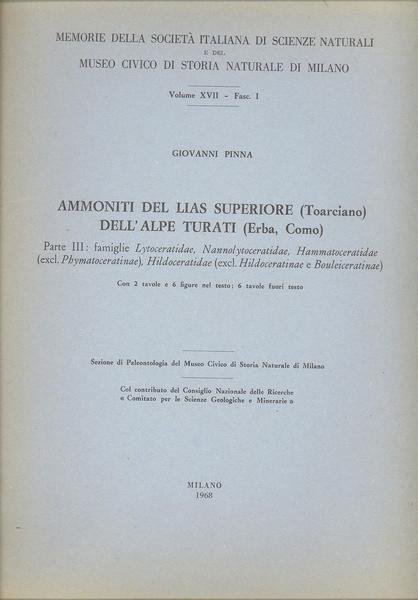 MEMORIE DELLA SOCIETÀ ITALIANA DI SCIENZE NATURALI
E DEL
MUSEO CIVICO DI STORIA NATURALE DI MILANO
Volume XVII - Fasc. I
GIOVANNI PINNA
AMMONITI DEL LIAS SUPERIORE (Toarciano)
DELL'ALPE TURATI (Erba, Como)
Parte III: famiglie Lytoceratidae, Nannolytoceratidae, Hammatoceratidae
(excl. Phymatoceratinae), Hildoceratidae (excl. Hildoceratinae e Bouleiceratinae)
Con 2 tavole e 6 figure nel testo; 6 tavole fuori testo
Sezione di Paleontologia del Museo Civico di Storia Naturale di Milano
Col contributo del Consiglio Nazionale delle Ricerche
« Comitato per le Scienze Geologiche e Minerarie »
MILANO
1968